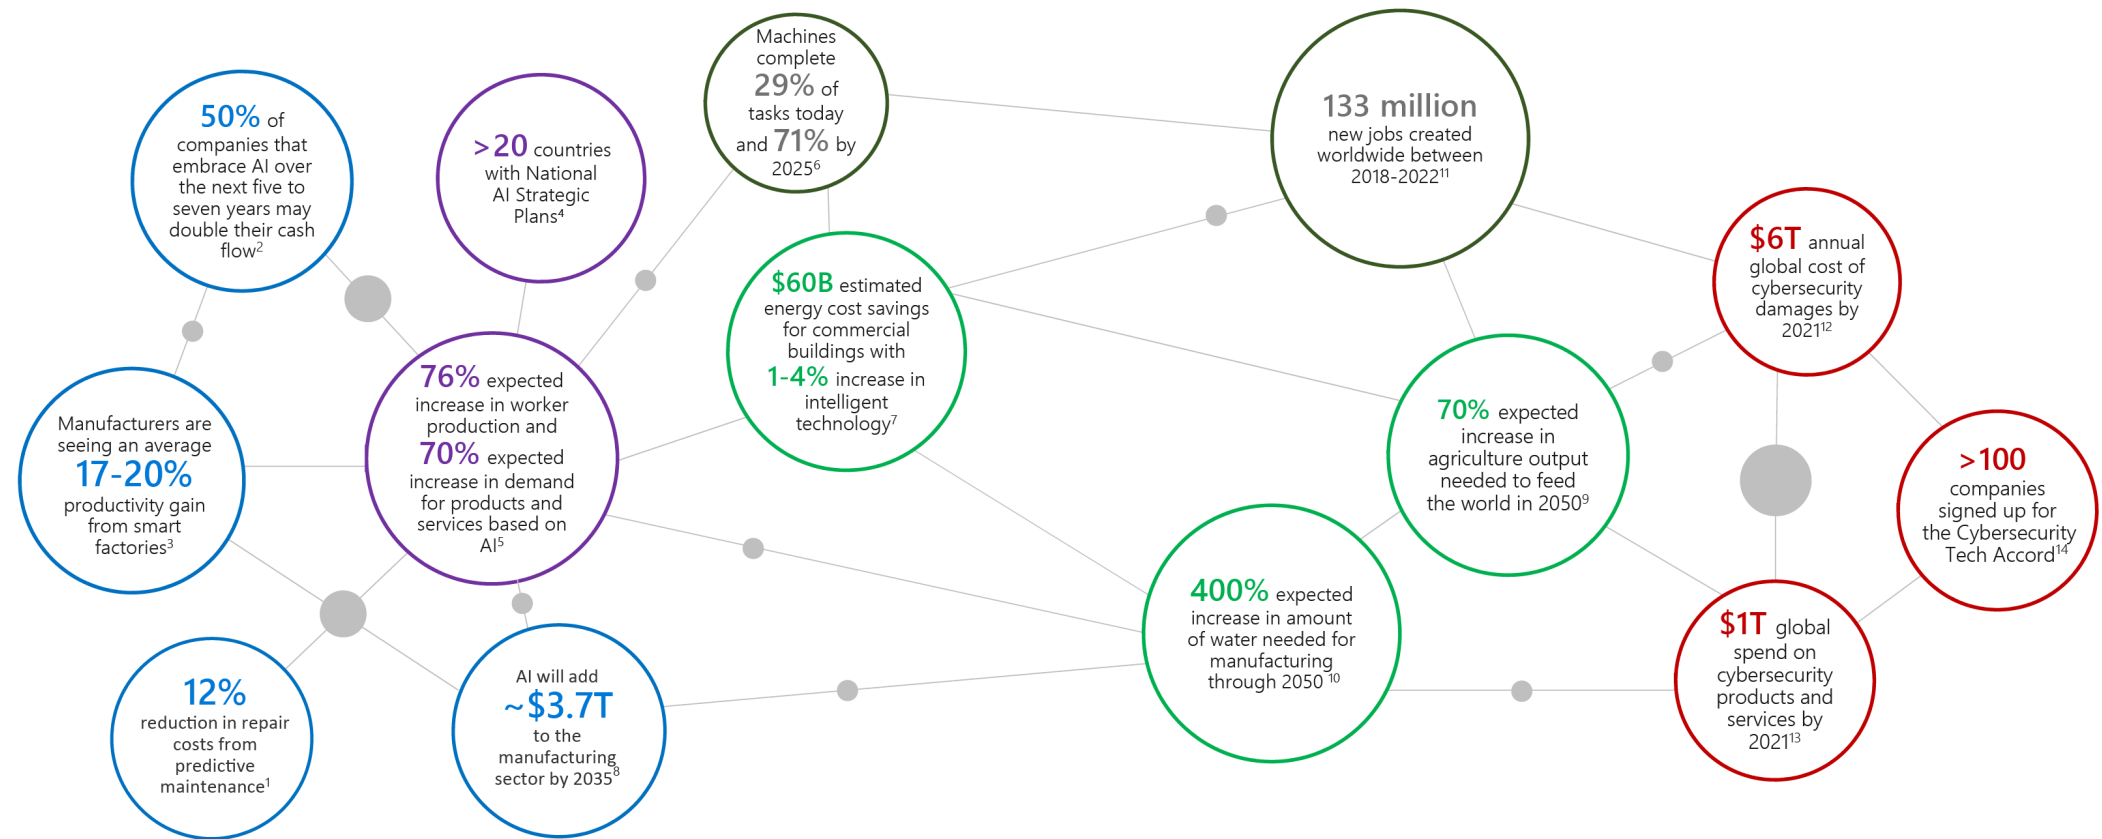 50% of
companies that
embrace AI over
the next five to
seven years may
double their cash
flow2
>20 countries
with National
AI Strategic
Plans4
Machines
complete
29% of
tasks today
and 71% by
20256
133 million
new jobs created
worldwide between
2018-202211
$6T annual
global cost of
cybersecurity
damages by
202112
$60B estimated
energy cost savings
for commercial
buildings with
1-4% increase in
intelligent
technology7
Manufacturers are
seeing an average
17-20%
productivity gain
from smart
factories3
76% expected
increase in worker
production and
70% expected
increase in demand
for products and
services based on
AI5
70% expected
increase in
agriculture output
needed to feed
the world in 20509
>100
companies
signed up for
the Cybersecurity
Tech Accord14
12%
reduction in repair
costs from
predictive
maintenance1
AI will add
~$3.7T
to the
manufacturing
sector by 20358
400% expected
increase in amount
of water needed for
manufacturing
through 2050 10
$1T global
spend on
cybersecurity
products and
services by
202113